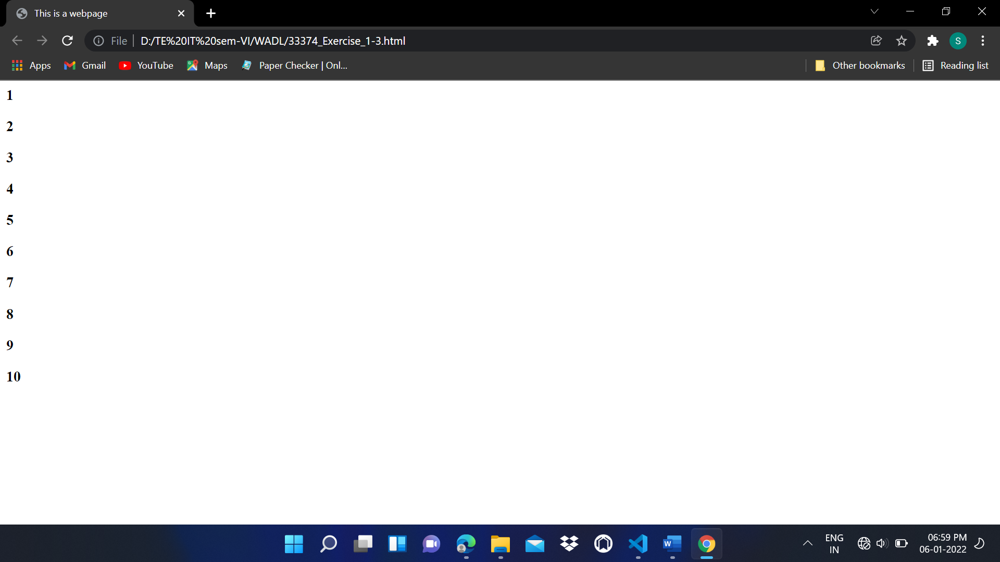 This is a webpage
File D:/TE%20IT%20sem-VI/WADL/33374_Exercise_1-3.html S
Apps Gmail YouTube Maps Paper Checker | Onl... Other bookmarks Reading list
1
2
3
4
5
6
7
8
9
10
ENG 06:59 PM
IN 06-01-2022